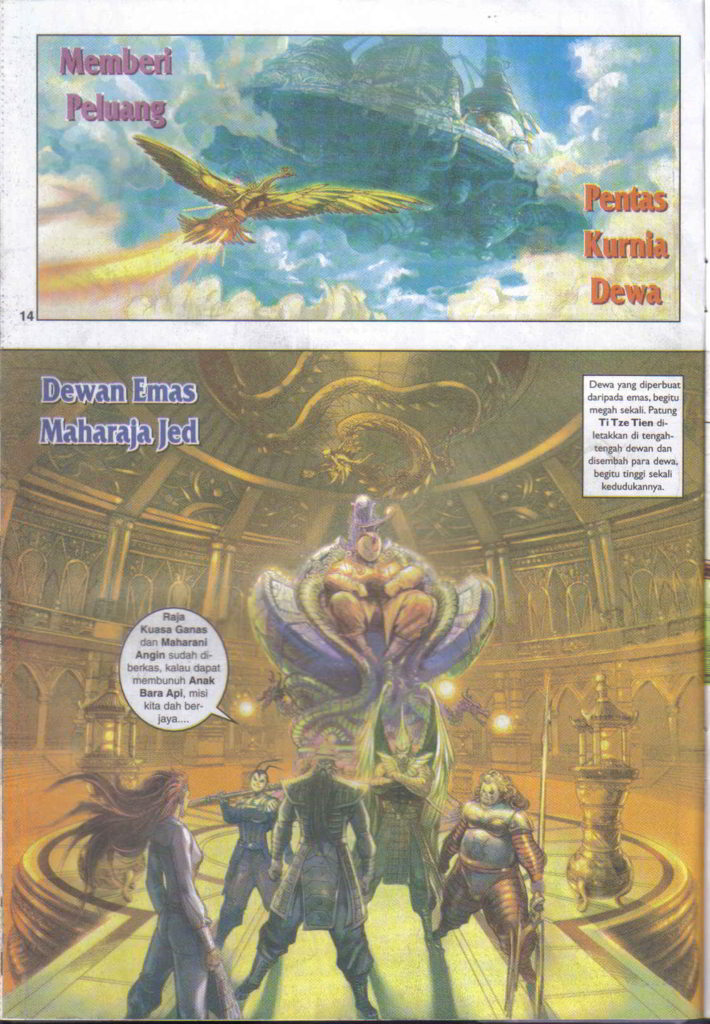 Memberi
Peluang
Pentas
Kurnia
Dewa
14
Dewan Emas
Maharaja Jed
Dewa yang diperbuat
daripada emas, begitu
megah sekali. Patung
Ti Tze Tien di-
letakkan di tengah-
tengah dewan dan
disembah para dewa,
begitu tinggi sekali
kedudukannya.
Raja
Kuasa Ganas
dan Maharani
Angin sudah di-
berkas, kalau dapat
membunuh Anak
Bara Api, misi
kita dah ber-
jaya....